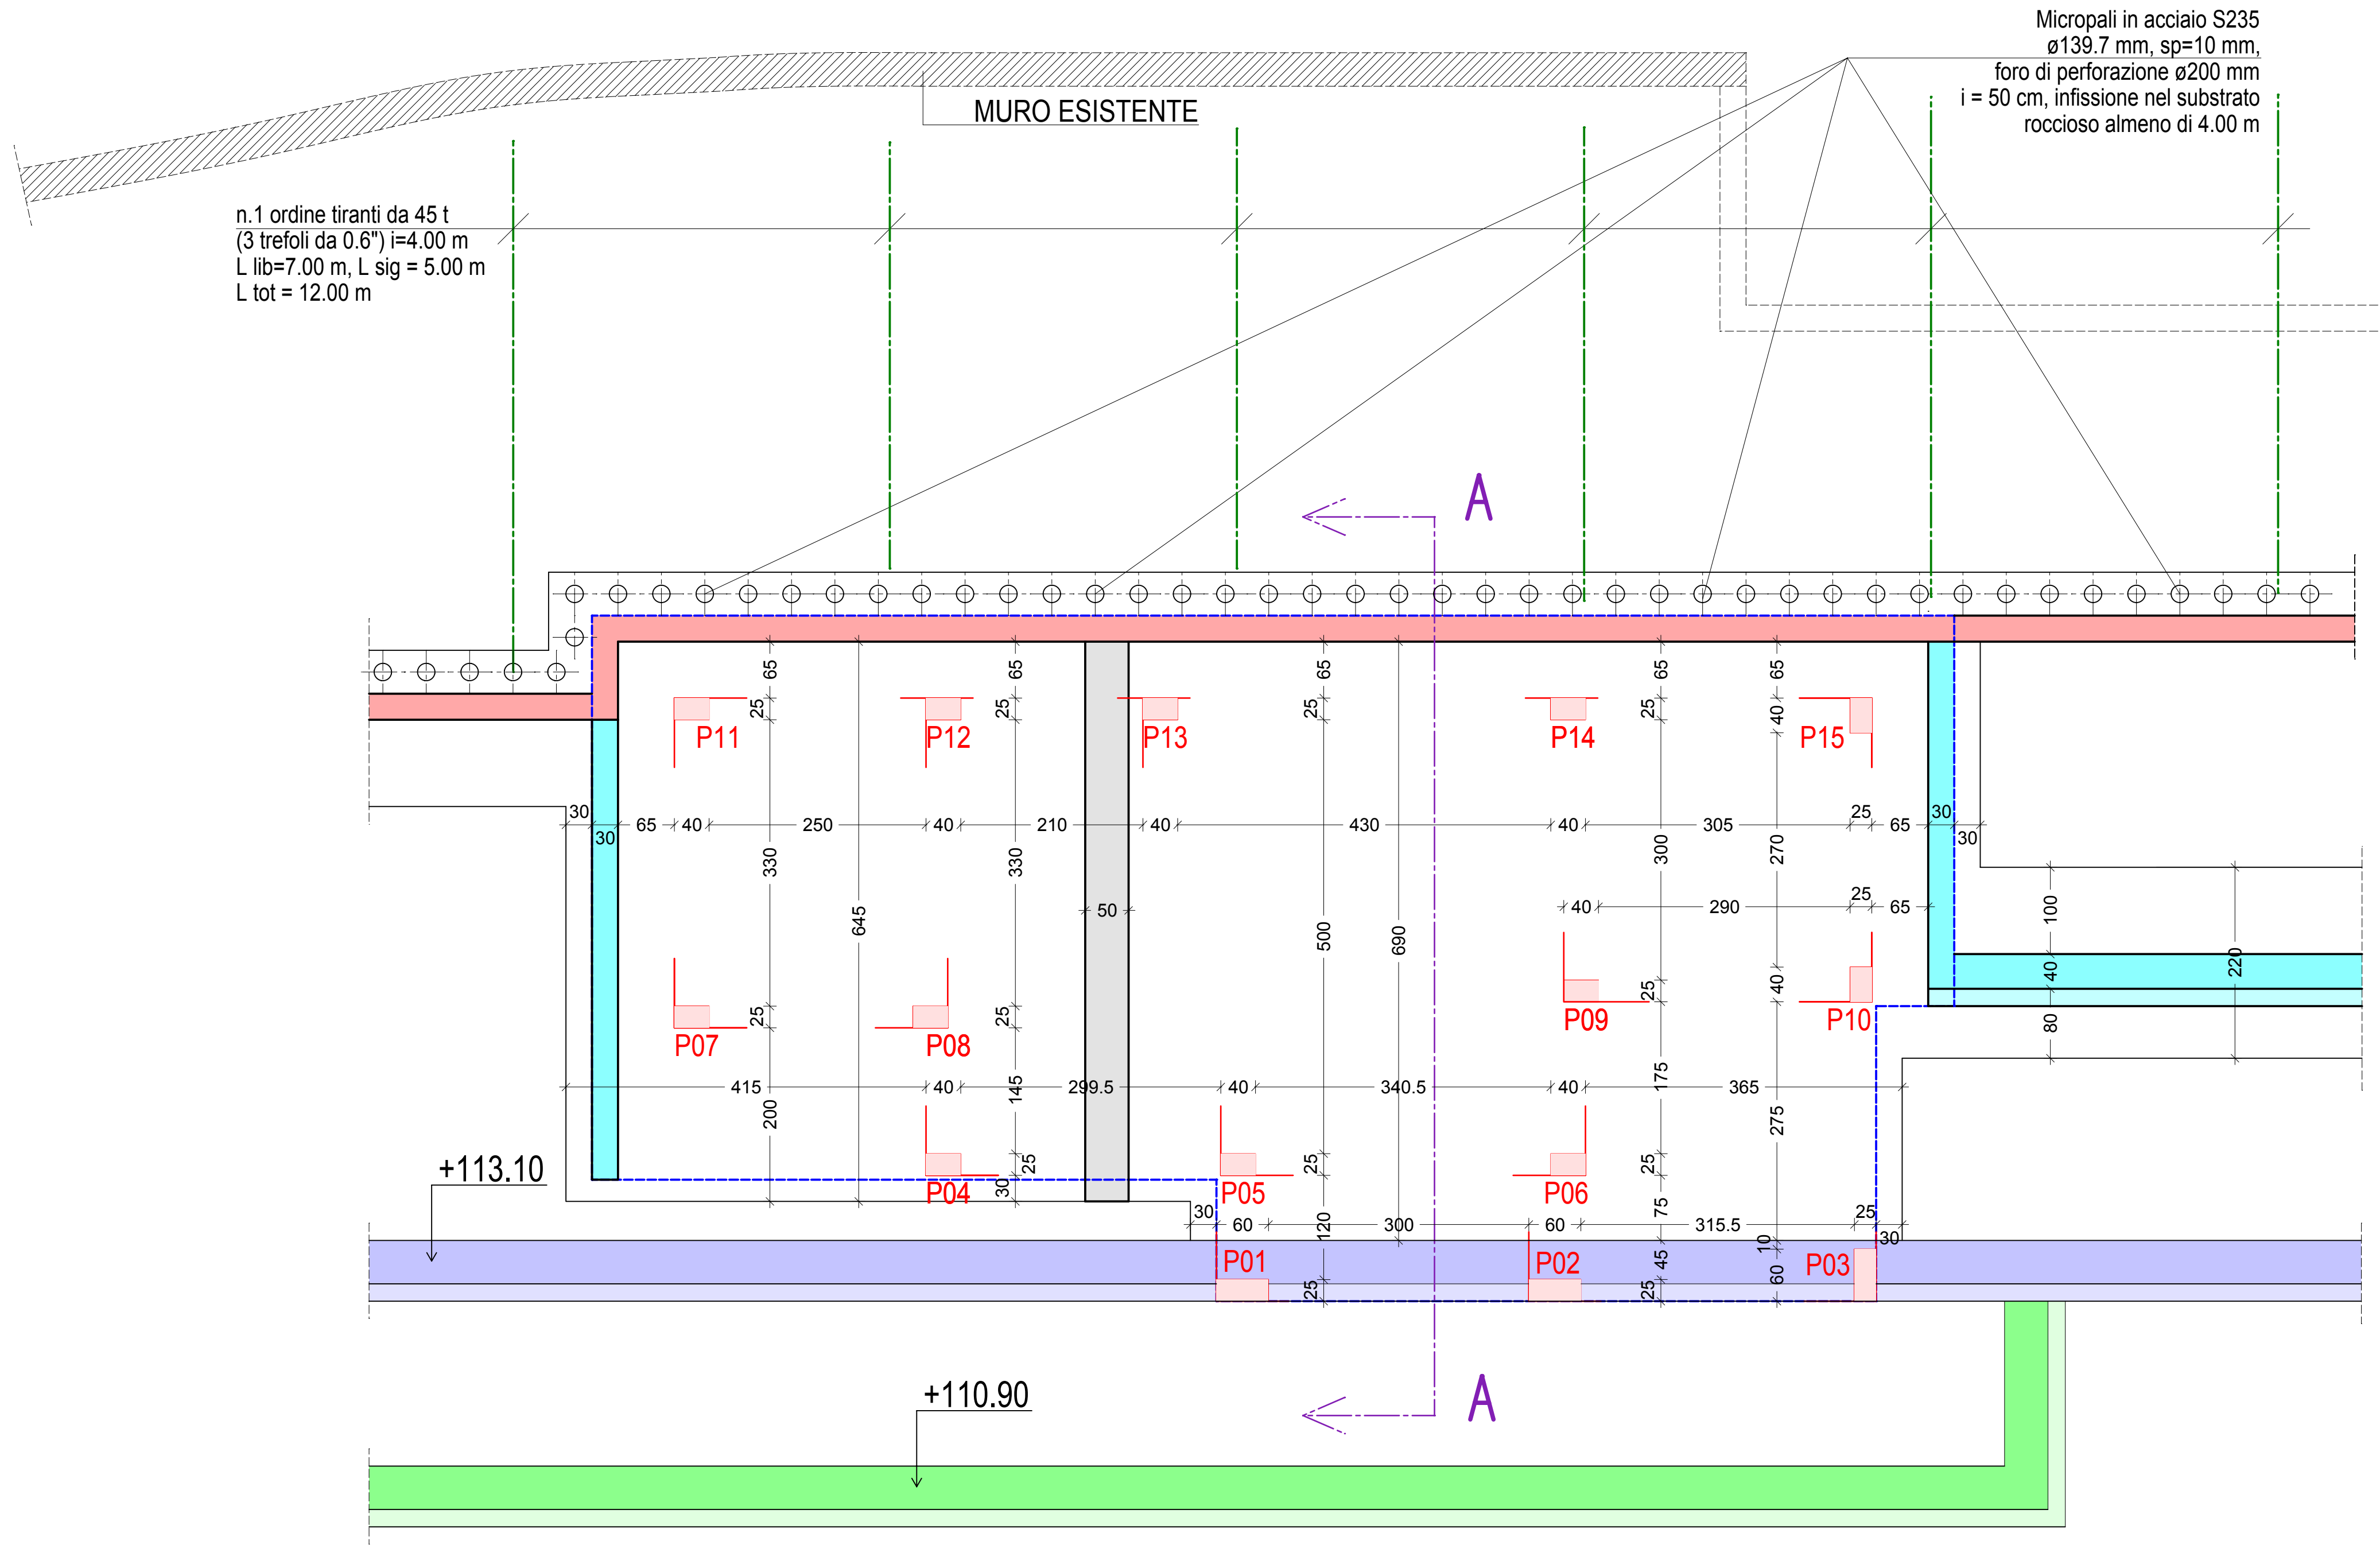 Micropali in acciaio S235
ø139.7 mm, sp=10 mm,
foro di perforazione ø200 mm
i = 50 cm, infissione nel substrato
roccioso almeno di 4.00 m
MURO ESISTENTE
n.1 ordine tiranti da 45 t
(3 trefoli da 0.6") i=4.00 m
L lib=7.00 m, L sig = 5.00 m
L tot = 12.00 m
A
65 65 65 65 65
25 25 25 25 40
P11 P12 P13 P14 P15
30 30 65 40 250 40 210 40 430 40 305 25 65 30 30
330 330 300 270
645 50 500 690
40 290 25 65
100
40
220
80
25 25 25 25 40
P07 P08 P09 P10
415 40 299.5 40 340.5 40 365
200 145 175 275
25 25 25
+113.10
P04 P05 P06
30
30 60 300 60 315.5 25 30
120 75
P01 P02 P03
45 10 60
25 25
+110.90
A